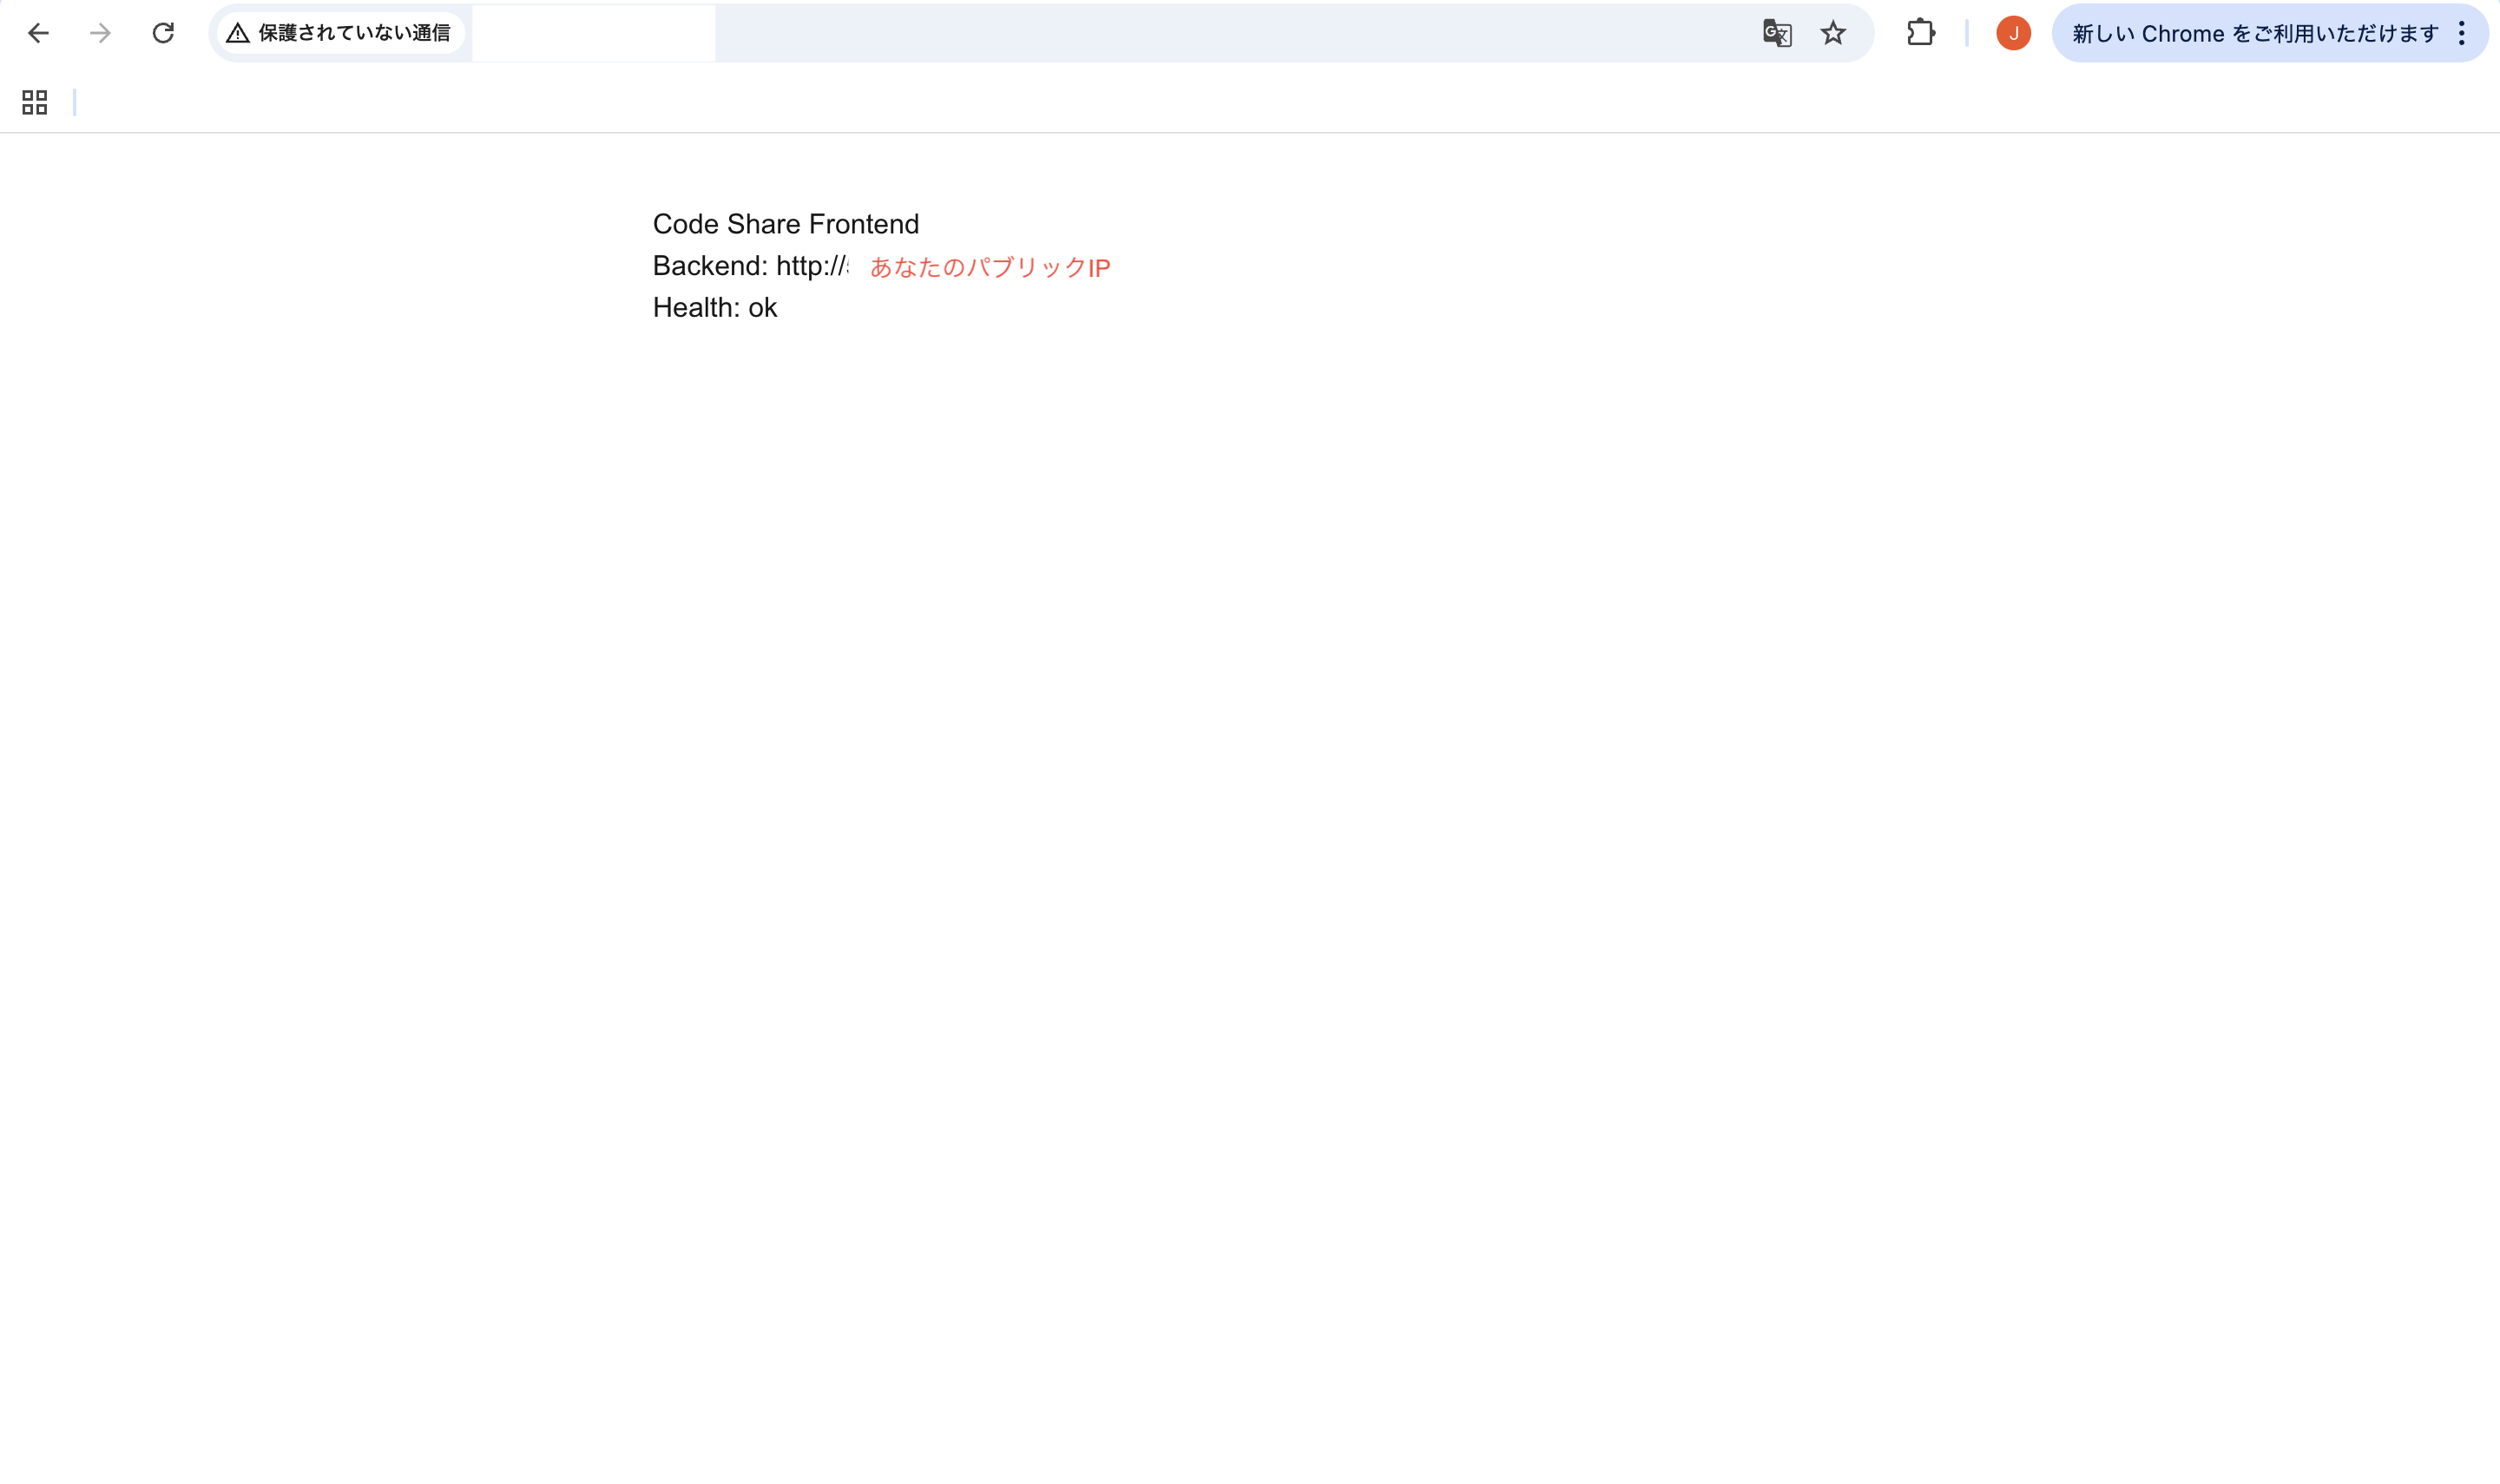 保護されていない通信
J
新しい Chrome をご利用いただけます
Code Share Frontend
Backend: http:// あなたのパブリックIP
Health: ok